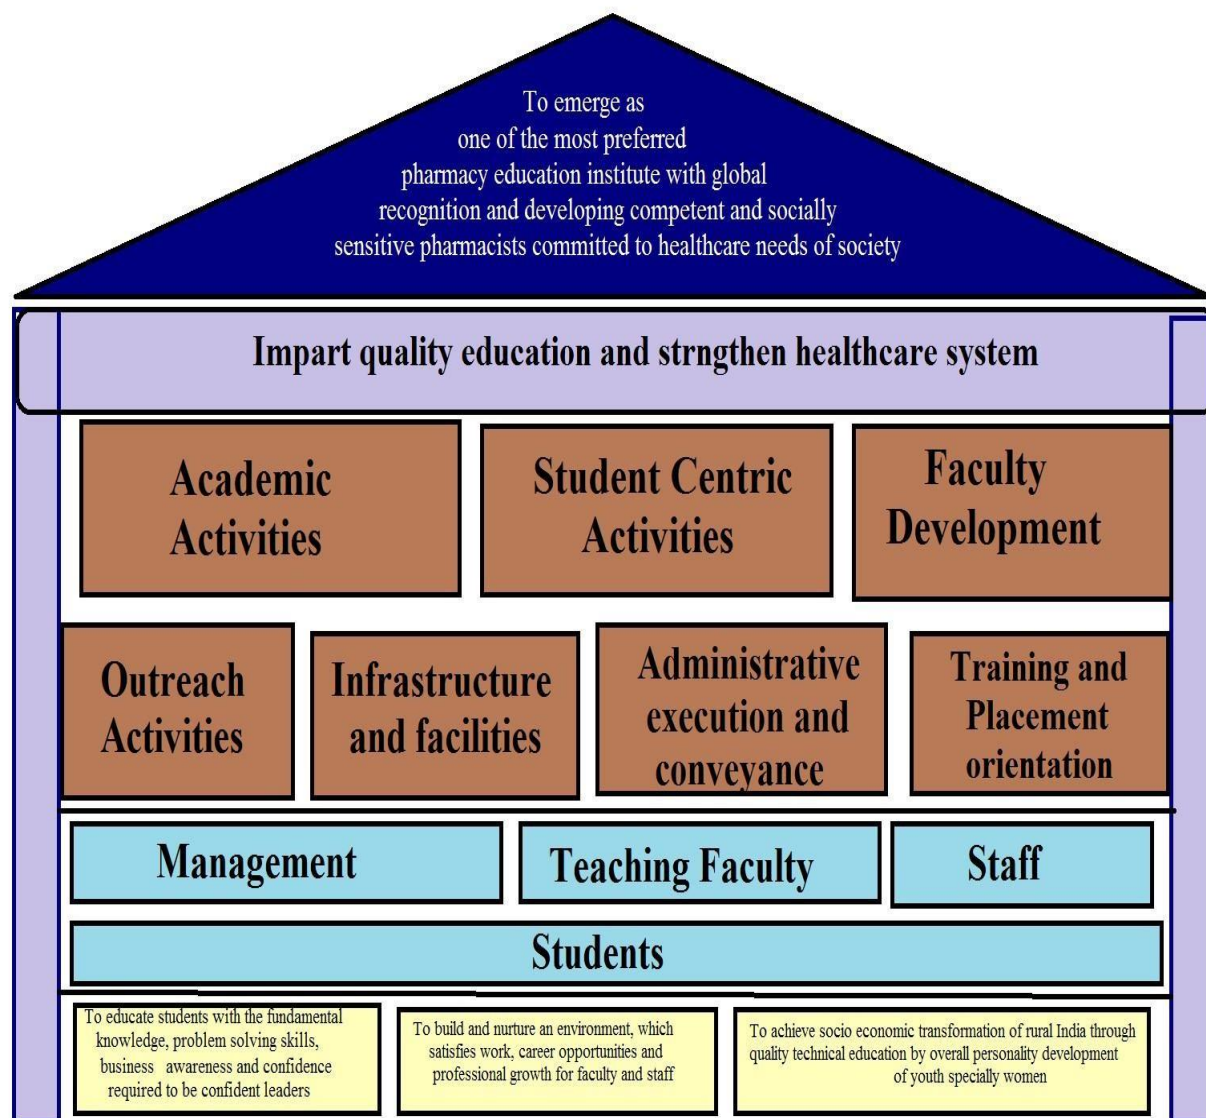 To emerge as
one of the most preferred
pharmacy education institute with global
recognition and developing competent and socially
sensitive pharmacists committed to healthcare needs of society
Impart quality education and strngthen healthcare system
Academic
Activities
Student Centric
Activities
Faculty
Development
Outreach
Activities
Infrastructure
and facilities
Administrative
execution and
conveyance
Training and
Placement
orientation
Management
Teaching Faculty
Staff
Students
To educate students with the fundamental
knowledge, problem solving skills,
business awareness and confidence
required to be confident leaders
To build and nurture an environment, which
satisfies work, career opportunities and
professional growth for faculty and staff
To achieve socio economic transformation of rural India through
quality technical education by overall personality development
of youth specially women